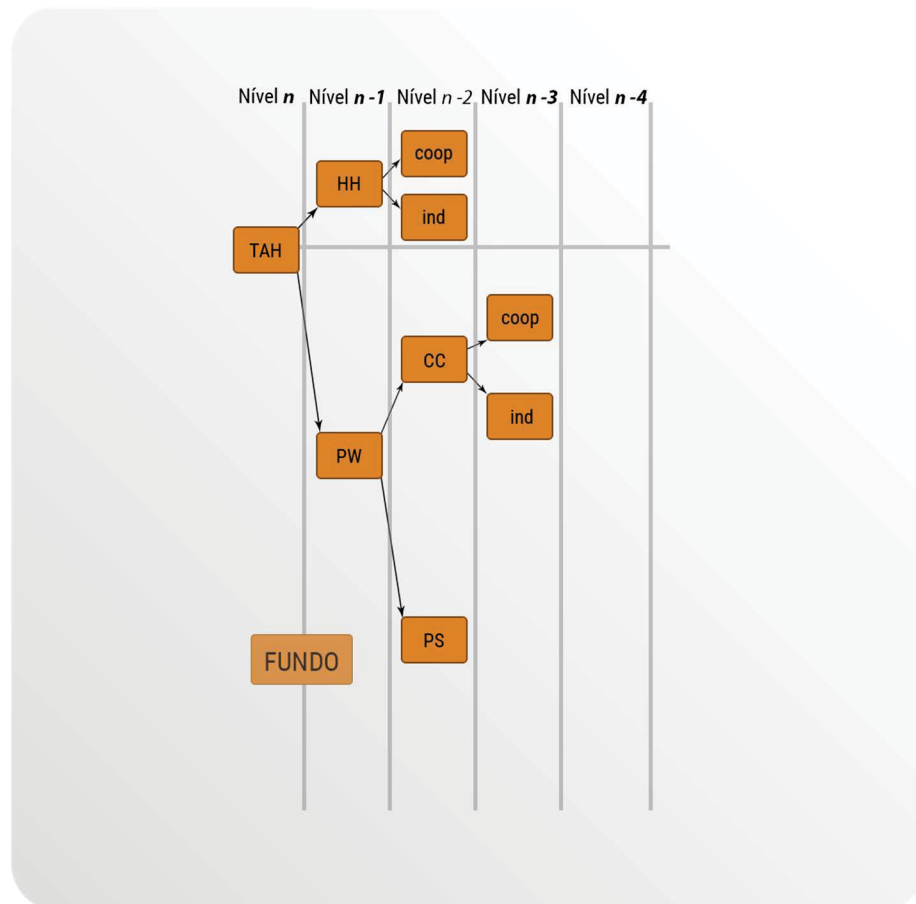 Nível n Nível n -1 Nível n -2 Nível n -3 Nível n -4
coop
HH
ind
TAH
coop
CC
ind
PW
PS
FUNDO